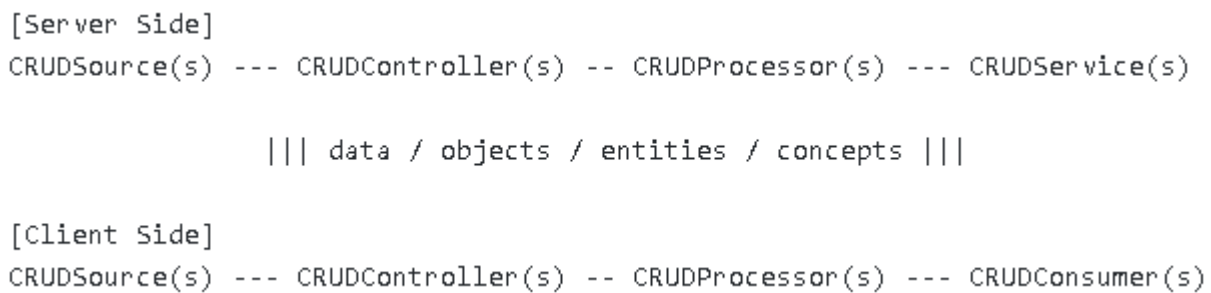 [Server Side]
CRUDSource(s) --- CRUDController(s) -- CRUDProcessor(s) --- CRUDService(s)
||| data / objects / entities / concepts |||
[Client Side]
CRUDSource(s) --- CRUDController(s) -- CRUDProcessor(s) --- CRUDConsumer(s)